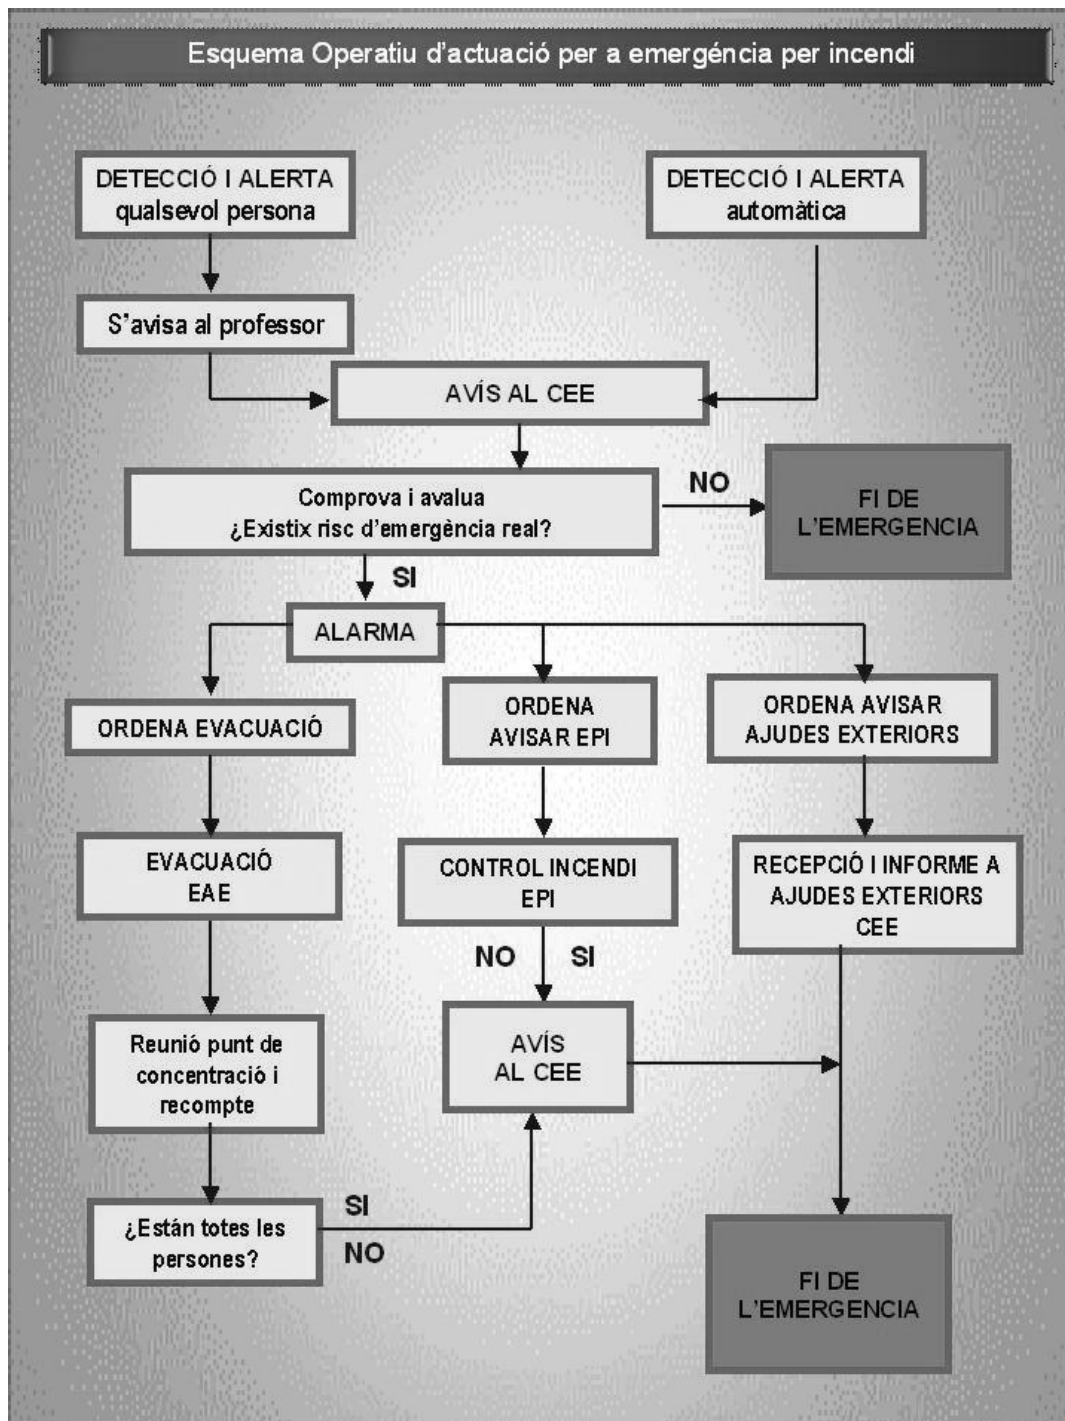 Esquema Operatiu d'actuació per a emergéncia per incendi
DETECCIÓ I ALERTA
qualsevol persona
DETECCIÓ I ALERTA
automàtica
S'avisa al professor
AVÍS AL CEE
Comprova i avalua
¿Existix risc d'emergència real?
NO
FI DE
L'EMERGENCIA
SI
ALARMA
ORDENA EVACUACIÓ
ORDENA
AVISAR EPI
ORDENA AVISAR
AJUDES EXTERIORS
EVACUACIÓ
EAE
CONTROL INCENDI
EPI
RECEPCIÓ I INFORME A
AJUDES EXTERIORS
CEE
NO SI
Reunió punt de
concentració i
recompte
AVÍS
AL CEE
¿Están totes les
persones?
SI
NO
FI DE
L'EMERGENCIA